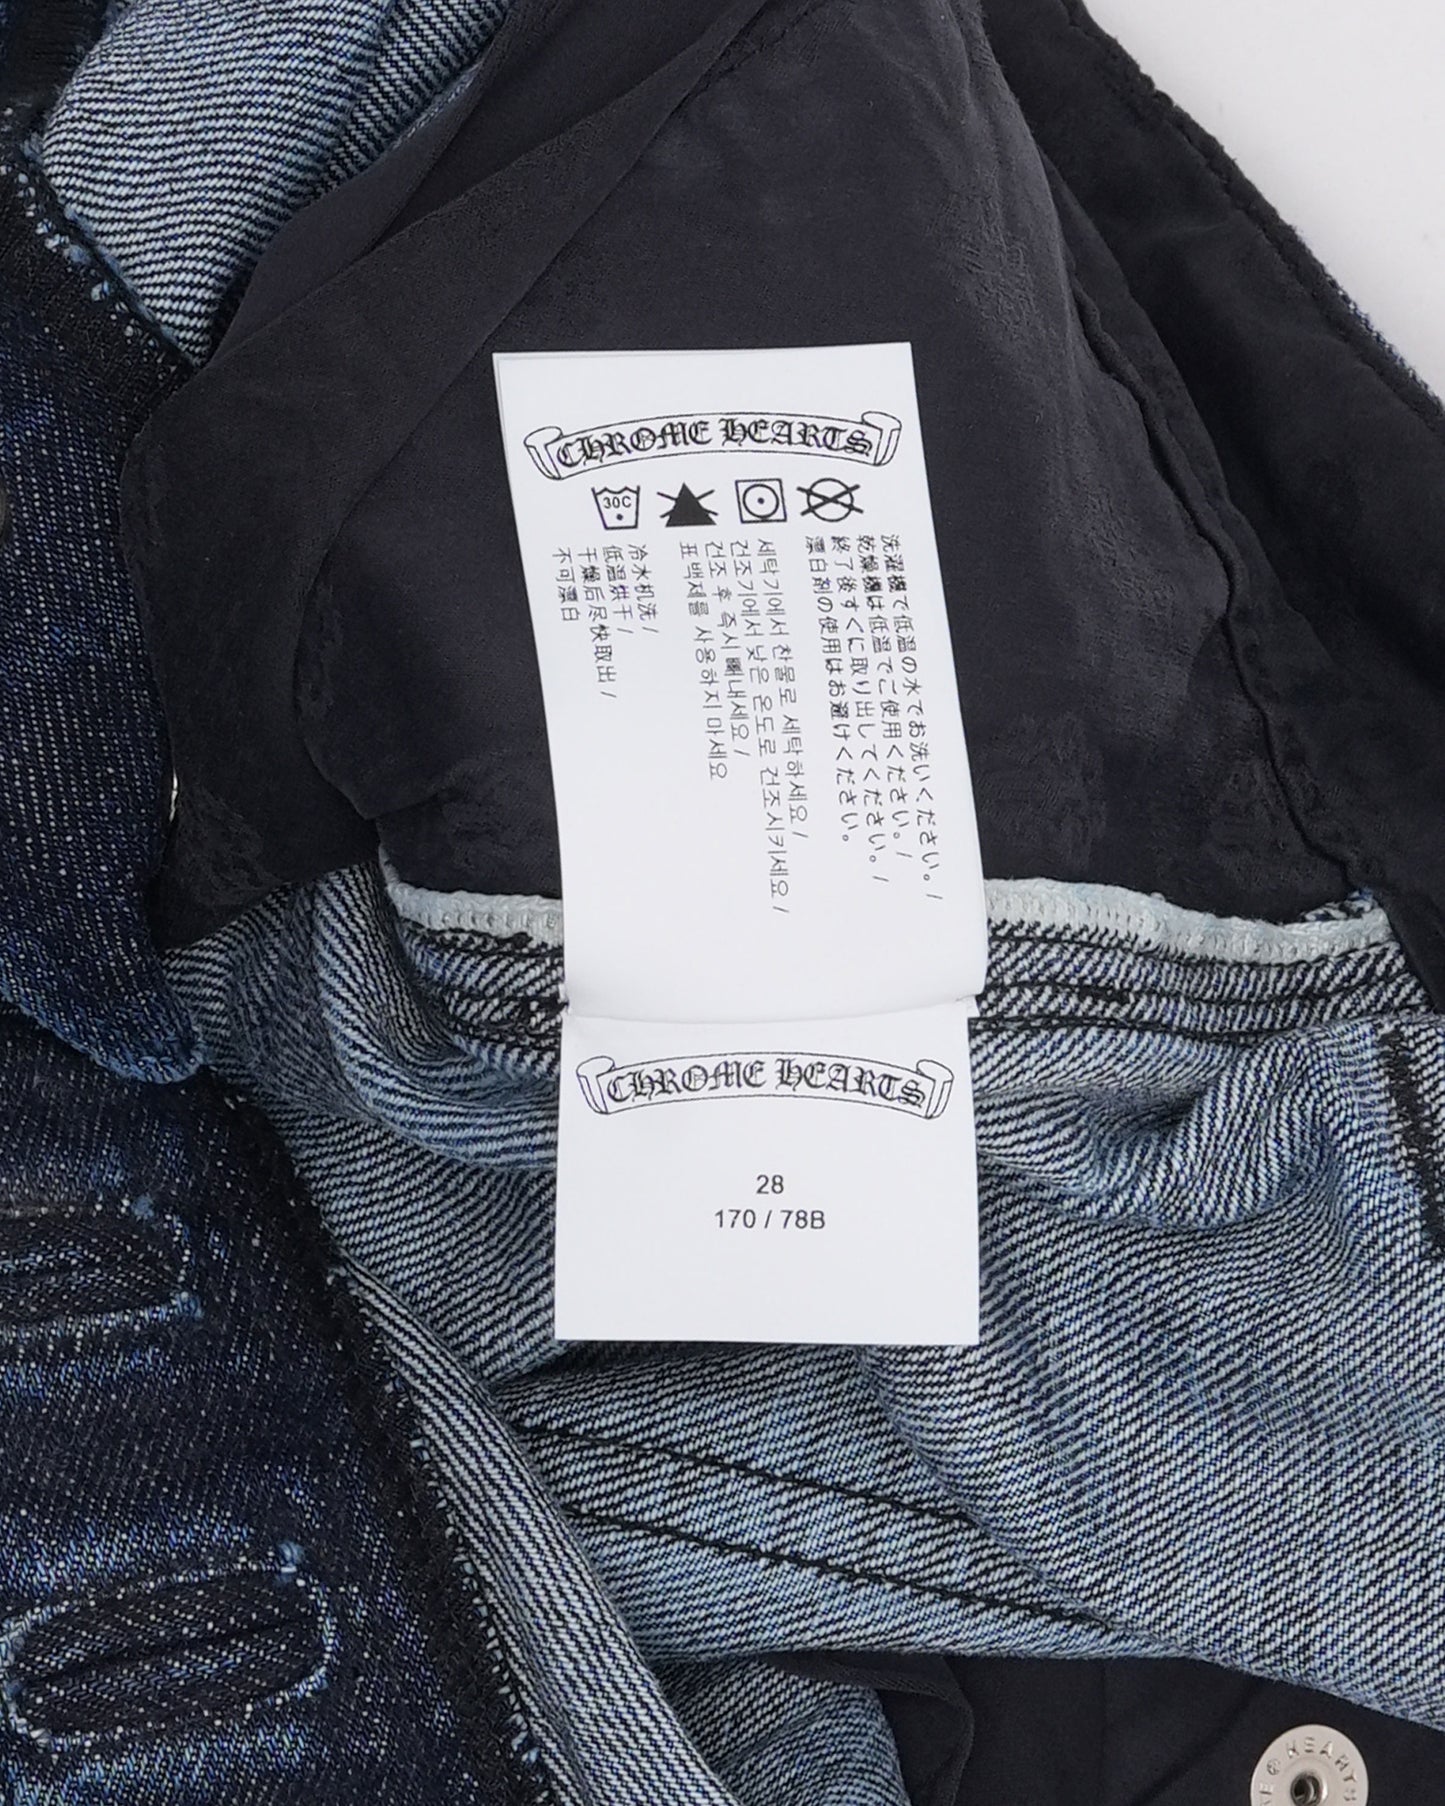 CHROME HEARTS
30C
洗濯機で低温の水でお洗いください。/
乾燥機は低温でご使用ください。/
終了後すぐに取り出してください。/
漂白剤の使用はお避けください。
세탁기에서 찬물로 세탁하세요/
건조기에서 낮은 온도로 건조시키세요/
건조 후 즉시 빼내세요/
표백제를 사용하지 마세요
冷水机洗/
低温烘干/
干燥后尽快取出/
不可漂白
CHROME HEARTS
28
170 / 78B
HEARTS